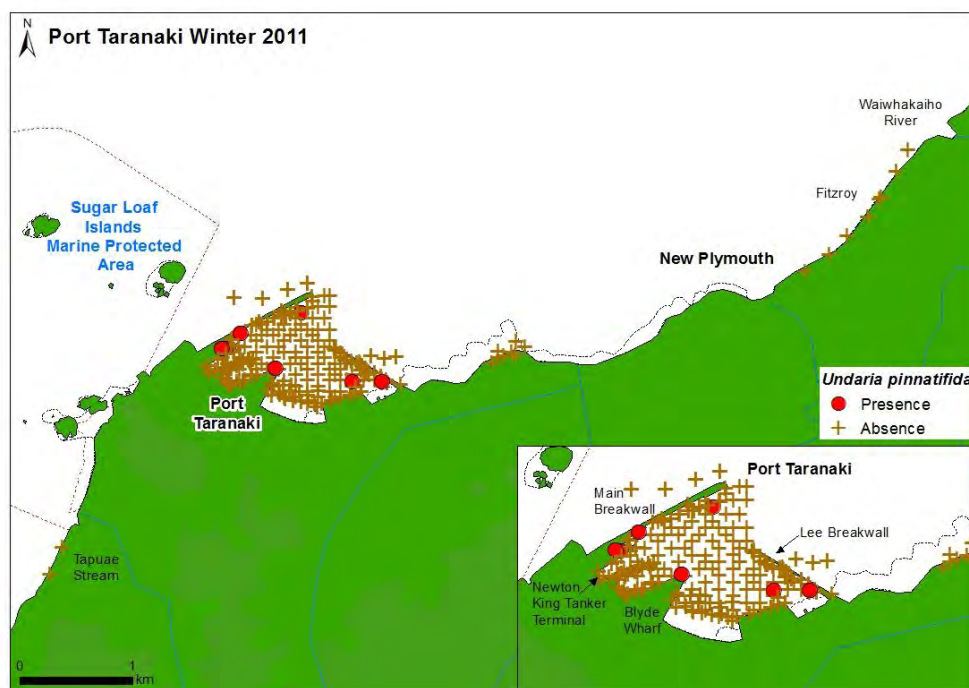 N
Port Taranaki Winter 2011
Waiwhakaiho
River
Fitzroy
Sugar Loaf
Islands
Marine Protected
Area
New Plymouth
Port
Taranaki
Undaria pinnatifida
Presence
Absence
Tapuae
Stream
0 1
km
Port Taranaki
Main
Breakwall
Lee Breakwall
Newton
King Tanker
Terminal
Blyde
Wharf